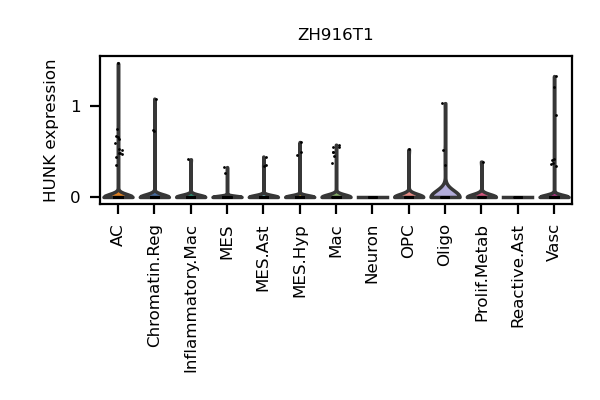 ZH916T1
HUNK expression
1
0
AC
Chromatin.Reg
Inflammatory.Mac
MES
MES.Ast
MES.Hyp
Mac
Neuron
OPC
Oligo
Prolif.Metab
Reactive.Ast
Vasc